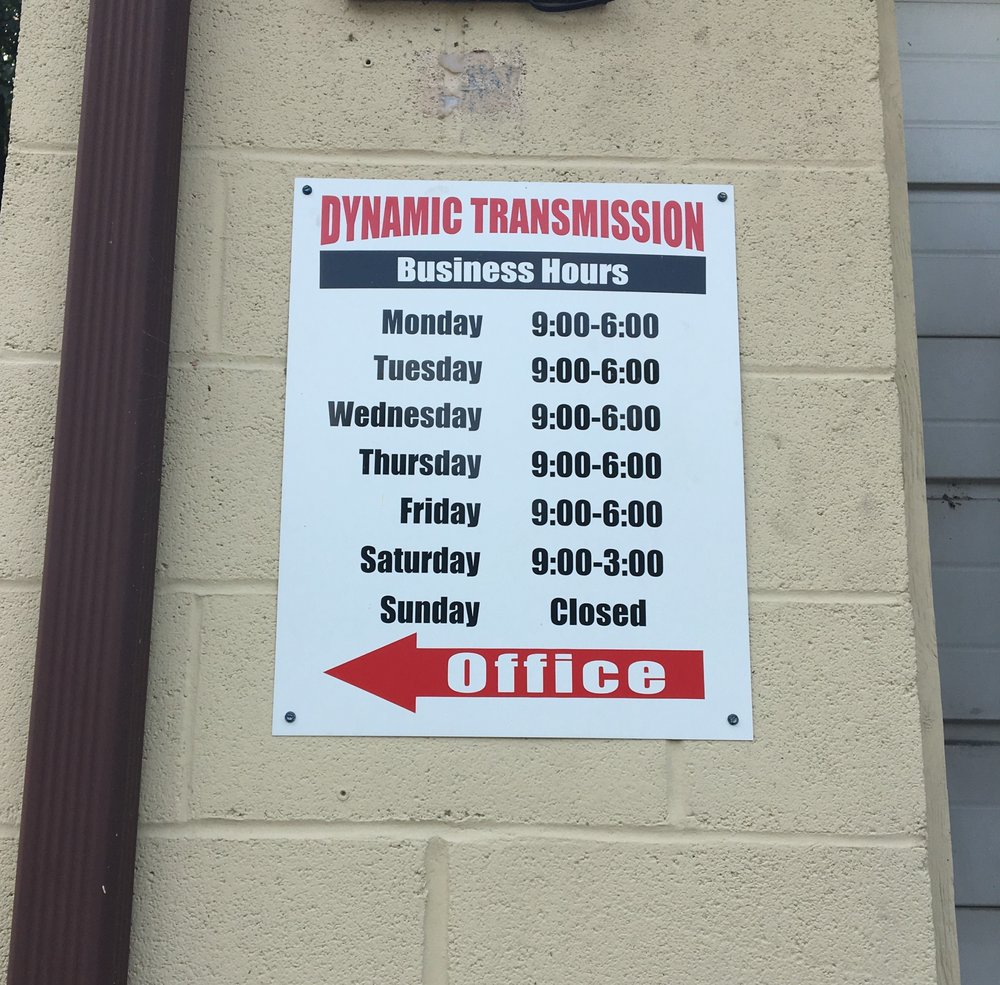 DYNAMIC TRANSMISSION
Business Hours
Monday 9:00-6:00
Tuesday 9:00-6:00
Wednesday 9:00-6:00
Thursday 9:00-6:00
Friday 9:00-6:00
Saturday 9:00-3:00
Sunday Closed
Office